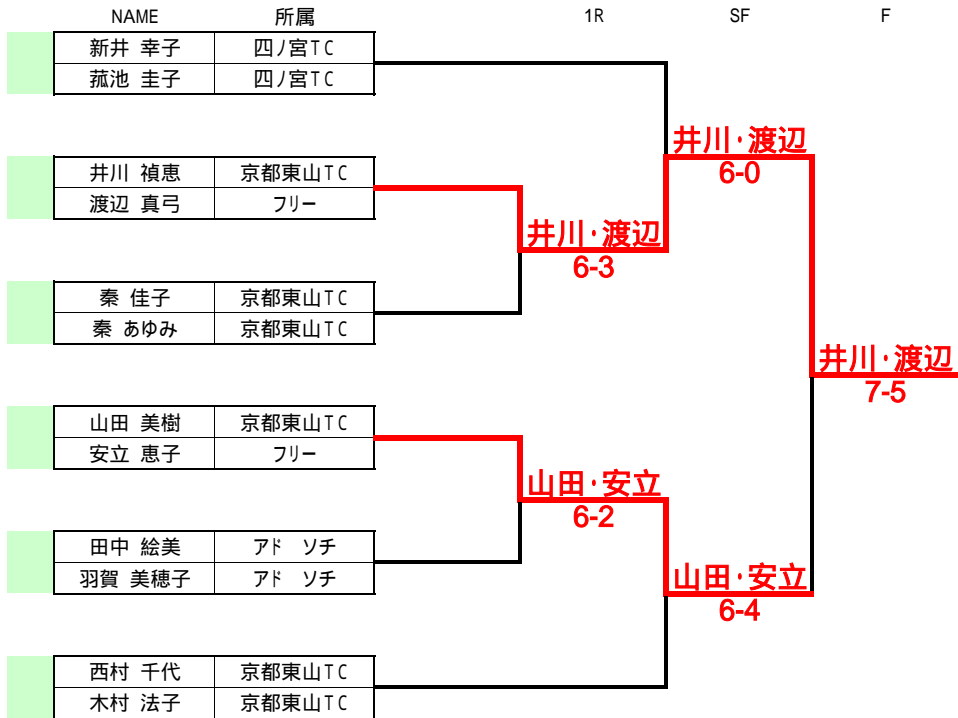 NAME 所属 1R SF F
新井 幸子 四ノ宮TC
菰池 圭子 四ノ宮TC
井川・渡辺
6-0
井川 禎恵 京都東山TC
渡辺 真弓 フリー
井川・渡辺
6-3
秦 佳子 京都東山TC
秦 あゆみ 京都東山TC
井川・渡辺
7-5
山田 美樹 京都東山TC
安立 恵子 フリー
山田・安立
6-2
田中 絵美 アド ソチ
羽賀 美穂子 アド ソチ
山田・安立
6-4
西村 千代 京都東山TC
木村 法子 京都東山TC